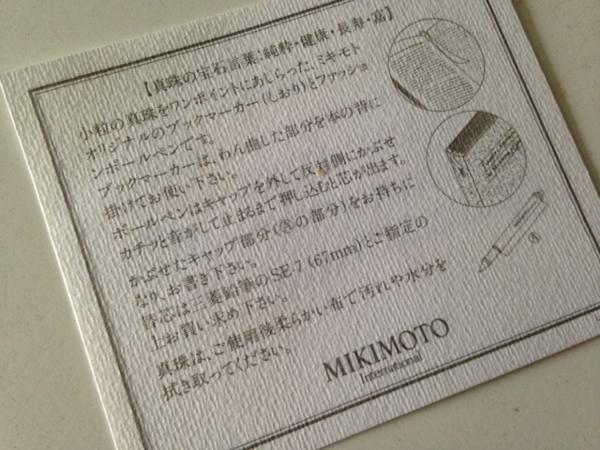 【真珠の宝石言葉:純粋・健康・長寿・富】
小粒の真珠をワンポイントにあしらった、ミキモト
オリジナルのブックマーカー(しおり)とファッショ
ンボールペンです。
ブックマーカーは、わん曲した部分を本の背に
掛けてお使い下さい。
ボールペンはキャップを外して反対側にかぶせ
カチッと音がして止まるまで押し込むと芯が出ます。
かぶせたキャップ部分(Ⓐの部分)をお持ちに
なり、お書き下さい。
替芯は三菱鉛筆のSE-7(67mm)とご指定の
上お買い求め下さい。
真珠は、ご使用後柔らかい布で汚れや水分を
拭き取ってください。
Ⓐ
MIKIMOTO
International